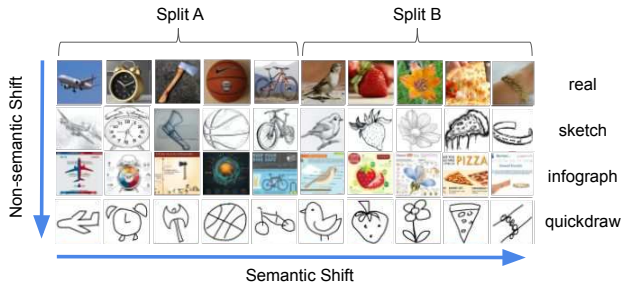 Split A
Split B
real
sketch
infograph
PIZZA
quickdraw
Non-semantic Shift
Semantic Shift